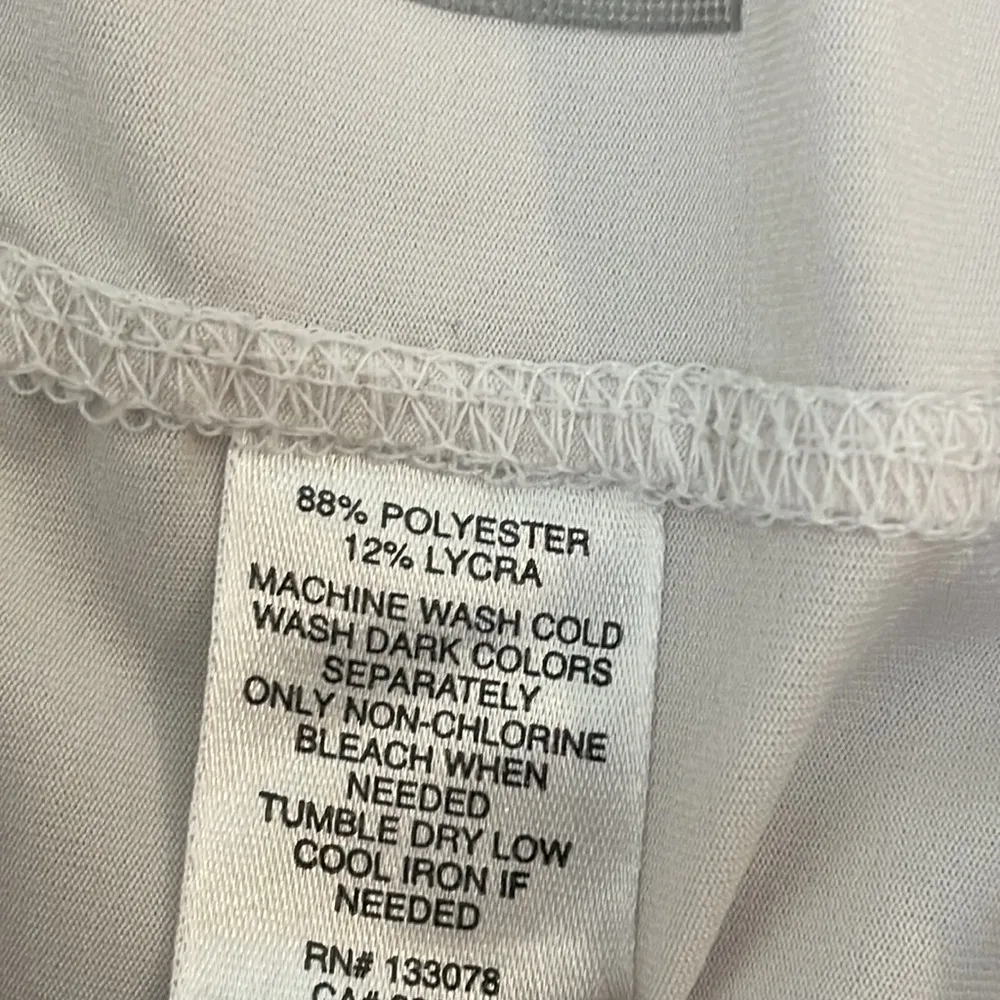 88% POLYESTER
12% LYCRA
MACHINE WASH COLD
WASH DARK COLORS
SEPARATELY
ONLY NON-CHLORINE
BLEACH WHEN
NEEDED
TUMBLE DRY LOW
COOL IRON IF
NEEDED
RN# 133078
CA#